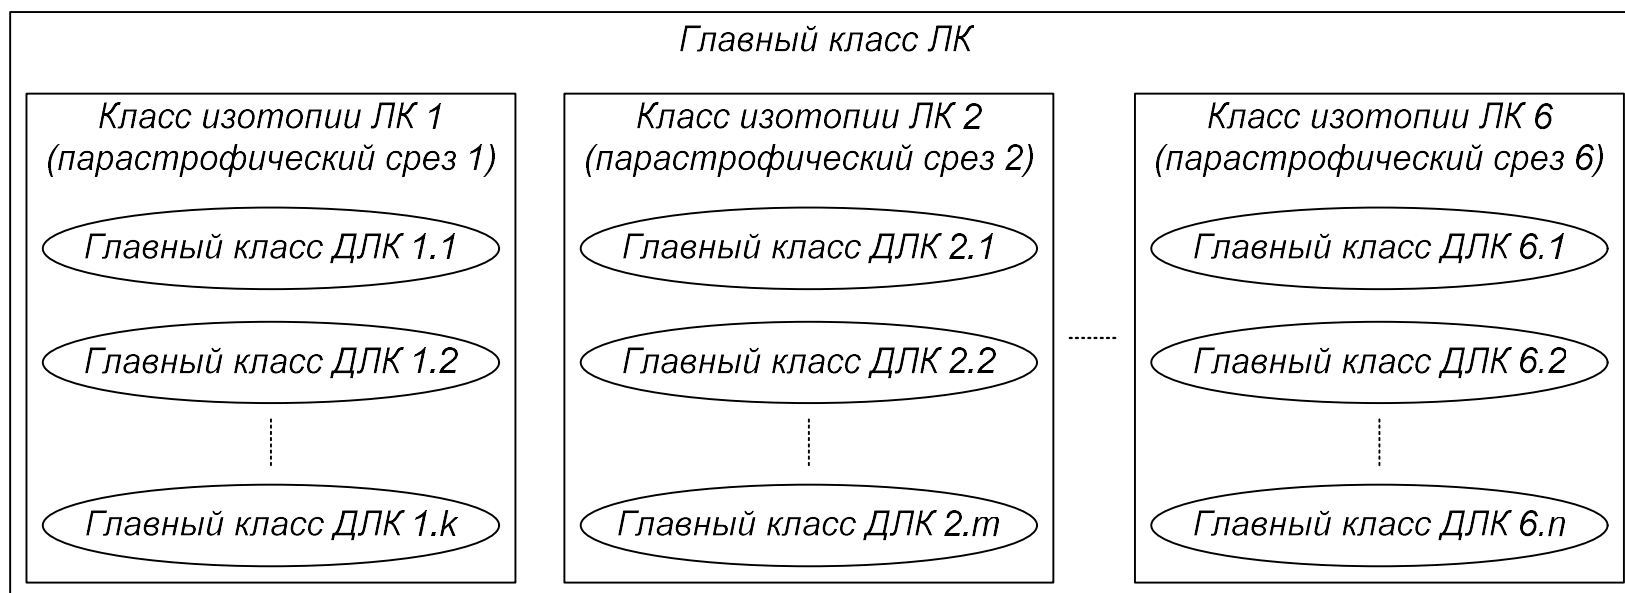 Главный класс ЛК
Класс изотопии ЛК 1
(парастрофический срез 1)
Главный класс ДЛК 1.1
Главный класс ДЛК 1.2
Главный класс ДЛК 1.k
Класс изотопии ЛК 2
(парастрофический срез 2)
Главный класс ДЛК 2.1
Главный класс ДЛК 2.2
Главный класс ДЛК 2.m
Класс изотопии ЛК 6
(парастрофический срез 6)
Главный класс ДЛК 6.1
Главный класс ДЛК 6.2
Главный класс ДЛК 6.n